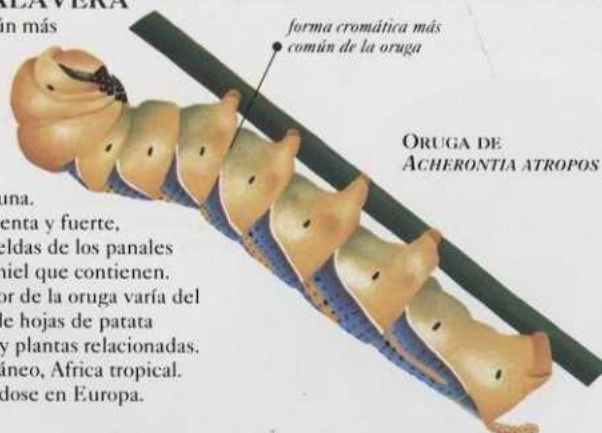 ALAVERA
ún más
forma cromática más
común de la oruga
ORUGA DE
ACHERONTIA ATROPOS
una.
enta y fuerte,
eldas de los panales
miel que contienen.
or de la oruga varía del
de hojas de patata
y plantas relacionadas.
áneo, Africa tropical.
dose en Europa.